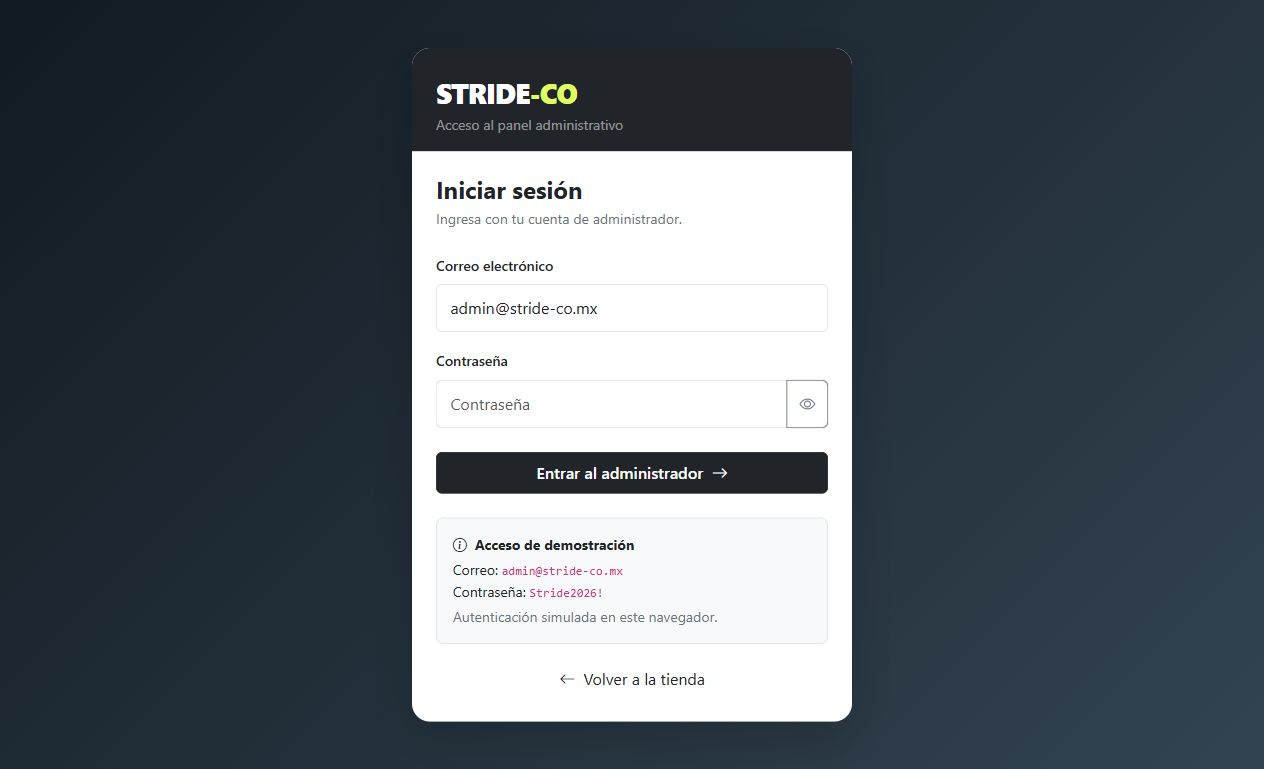 STRIDE-CO
Acceso al panel administrativo
Iniciar sesión
Ingresa con tu cuenta de administrador.
Correo electrónico
admin@stride-co.mx
Contraseña
Contraseña
Entrar al administrador →
Acceso de demostración
Correo: admin@stride-co.mx
Contraseña: Stride2026!
Autenticación simulada en este navegador.
← Volver a la tienda